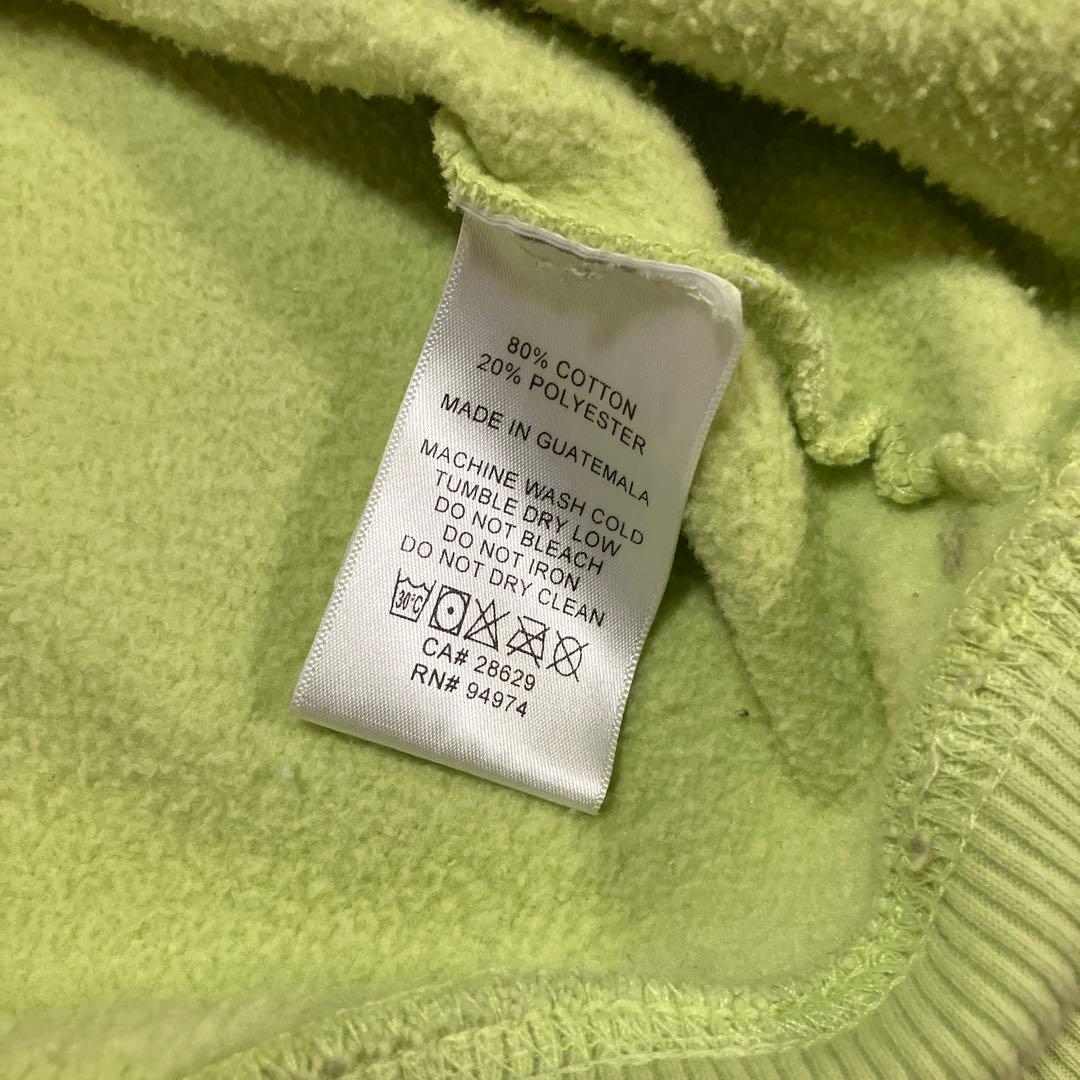 80% COTTON
20% POLYESTER
MADE IN GUATEMALA
MACHINE WASH COLD
TUMBLE DRY LOW
DO NOT BLEACH
DO NOT IRON
DO NOT DRY CLEAN
30°C
CA# 28629
RN# 94974